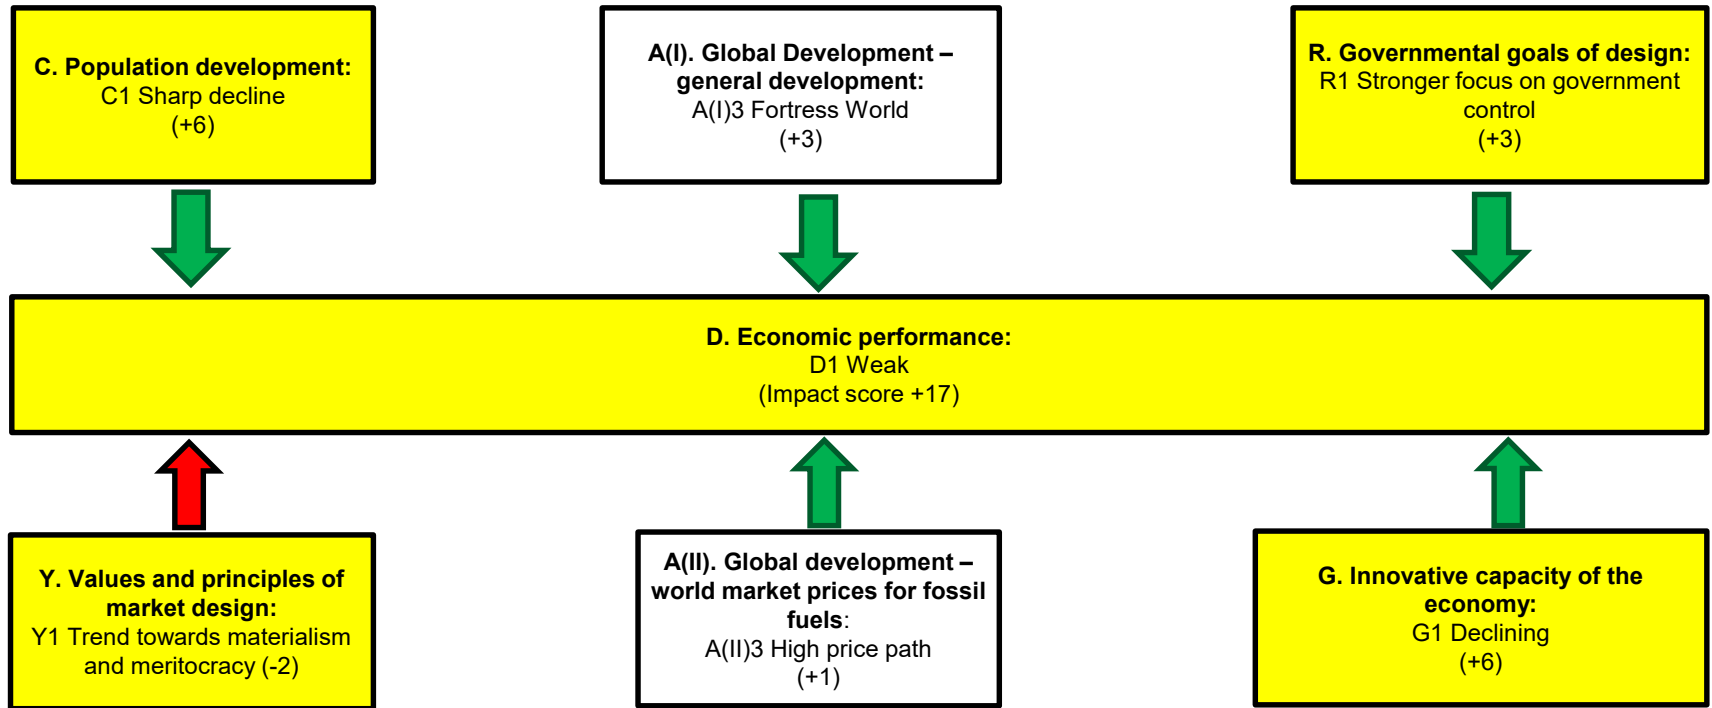 C. Population development:
C1 Sharp decline
(+6)
A(I). Global Development –
general development:
A(I)3 Fortress World
(+3)
R. Governmental goals of design:
R1 Stronger focus on government
control
(+3)
D. Economic performance:
D1 Weak
(Impact score +17)
Y. Values and principles of
market design:
Y1 Trend towards materialism
and meritocracy (-2)
A(II). Global development –
world market prices for fossil
fuels:
A(II)3 High price path
(+1)
G. Innovative capacity of the
economy:
G1 Declining
(+6)